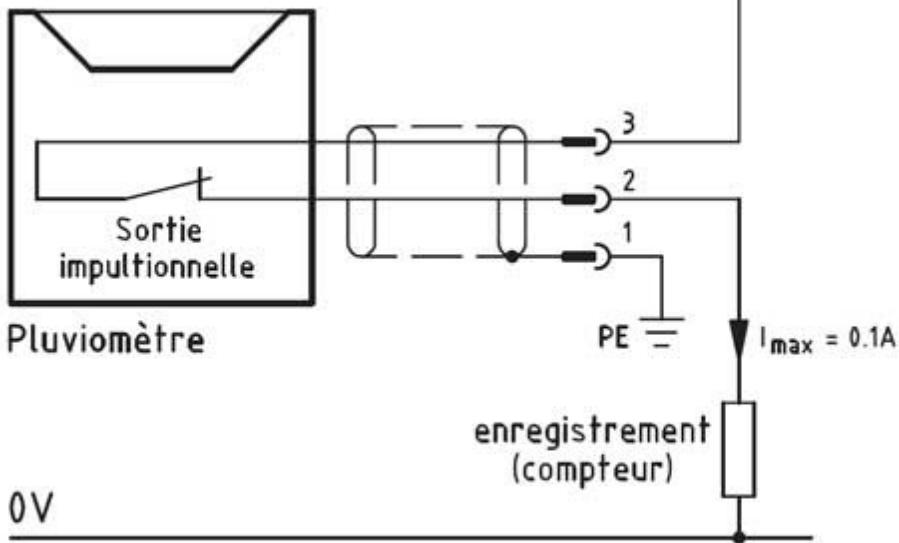 3
2
Sortie
impultionnelle
1
Pluviomètre
PE
Imax = 0.1A
enregistrement
(compteur)
0V